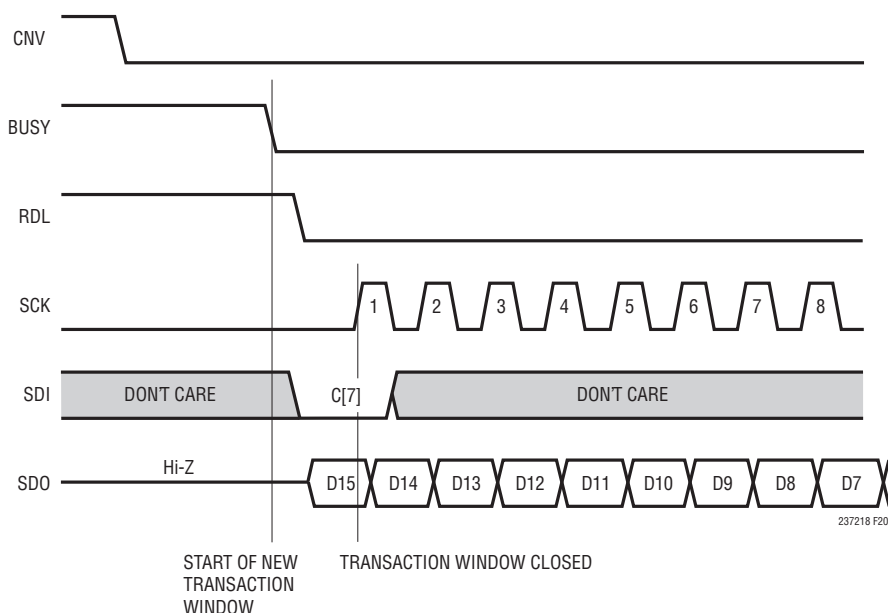 CNV
BUSY
RDL
SCK
1 2 3 4 5 6 7 8
SDI
DON'T CARE C[7] DON'T CARE
SDO
Hi-Z D15 D14 D13 D12 D11 D10 D9 D8 D7
237218 F20
START OF NEW
TRANSACTION
WINDOW
TRANSACTION WINDOW CLOSED